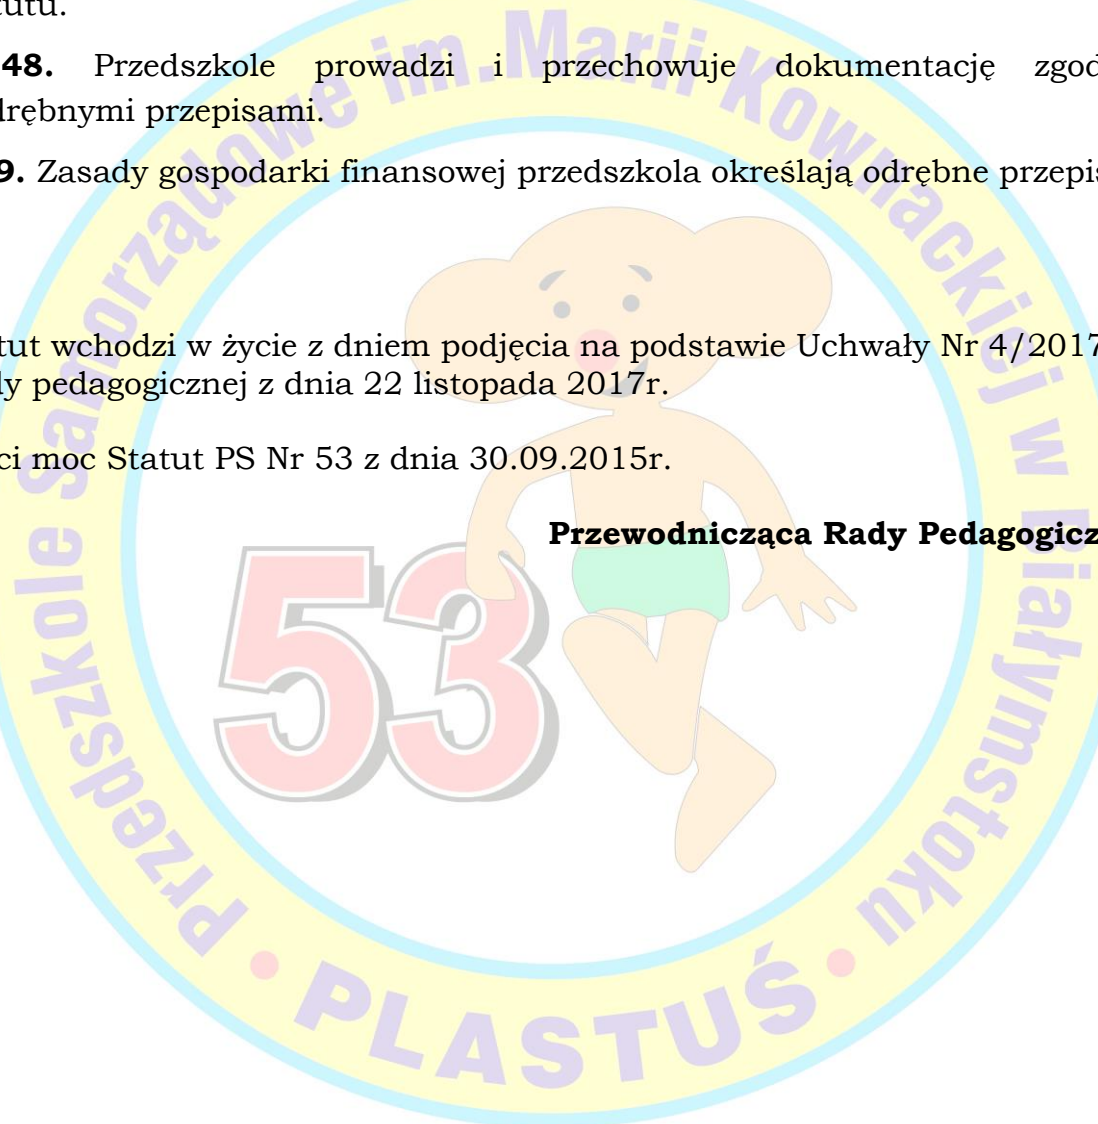 tutu.
48. Przedszkole prowadzi i przechowuje dokumentację zgod
drębnymi przepisami.
9. Zasady gospodarki finansowej przedszkola określają odrębne przepis
tut wchodzi w życie z dniem podjęcia na podstawie Uchwały Nr 4/2017
dy pedagogicznej z dnia 22 listopada 2017r.
ci moc Statut PS Nr 53 z dnia 30.09.2015r.
Przewodnicząca Rady Pedagogicz
Przedszkole Samorządowe im. Marii Kownackiej w Białymstoku
53
• PLASTUŚ •